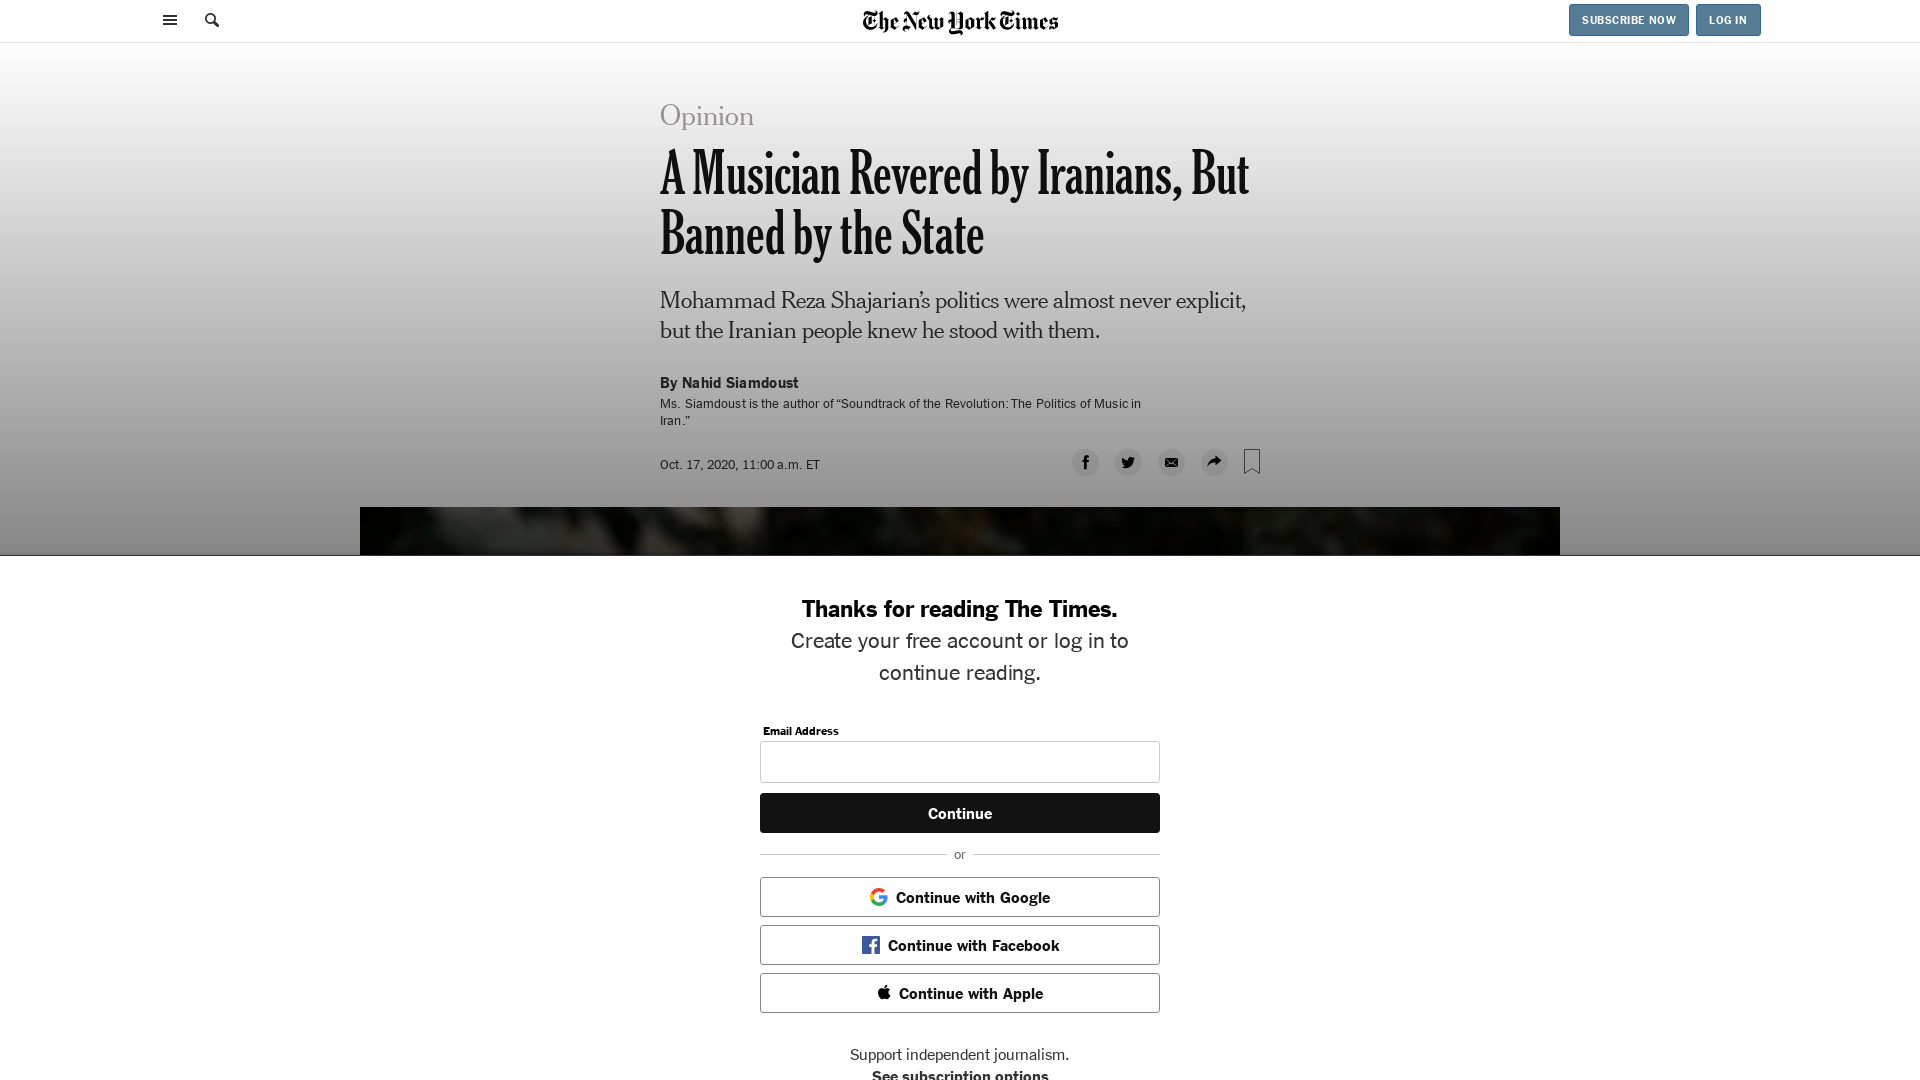 The New York Times
SUBSCRIBE NOW
LOG IN
Opinion
A Musician Revered by Iranians, But
Banned by the State
Mohammad Reza Shajarian’s politics were almost never explicit,
but the Iranian people knew he stood with them.
By Nahid Siamdoust
Ms. Siamdoust is the author of “Soundtrack of the Revolution: The Politics of Music in
Iran.”
Oct. 17, 2020, 11:00 a.m. ET
Thanks for reading The Times.
Create your free account or log in to
continue reading.
Email Address
Continue
or
Continue with Google
Continue with Facebook
Continue with Apple
Support independent journalism.
See subscription options